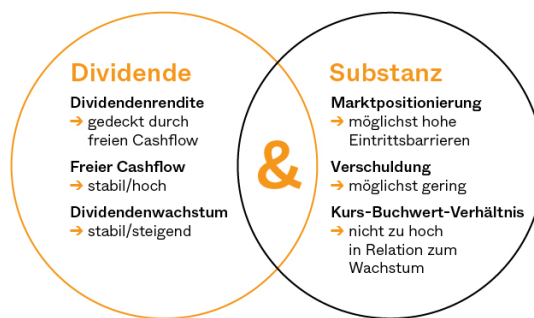 Dividende
Dividendenrendite
→ gedeckt durch
freien Cashflow
Freier Cashflow
→ stabil/hoch
Dividendenwachstum
→ stabil/steigend
&
Substanz
Marktpositionierung
→ möglichst hohe
Eintrittsbarrieren
Verschuldung
→ möglichst gering
Kurs-Buchwert-Verhältnis
→ nicht zu hoch
in Relation zum
Wachstum